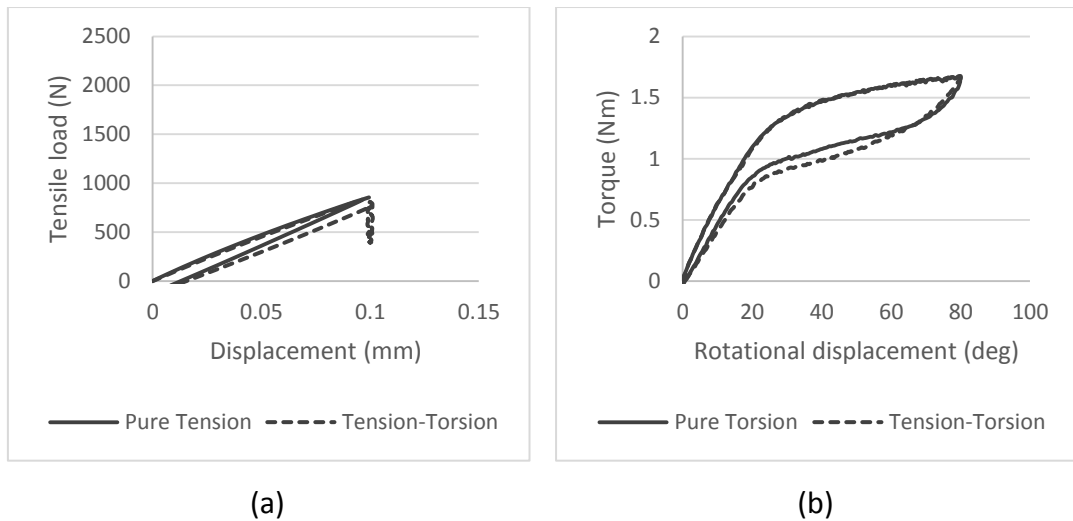 2500
2000
1500
1000
500
0
Tensile load (N)
0 0.05 0.1 0.15
Displacement (mm)
Pure Tension Tension-Torsion
(a)
2
1.5
1
0.5
0
Torque (Nm)
0 20 40 60 80 100
Rotational displacement (deg)
Pure Torsion Tension-Torsion
(b)